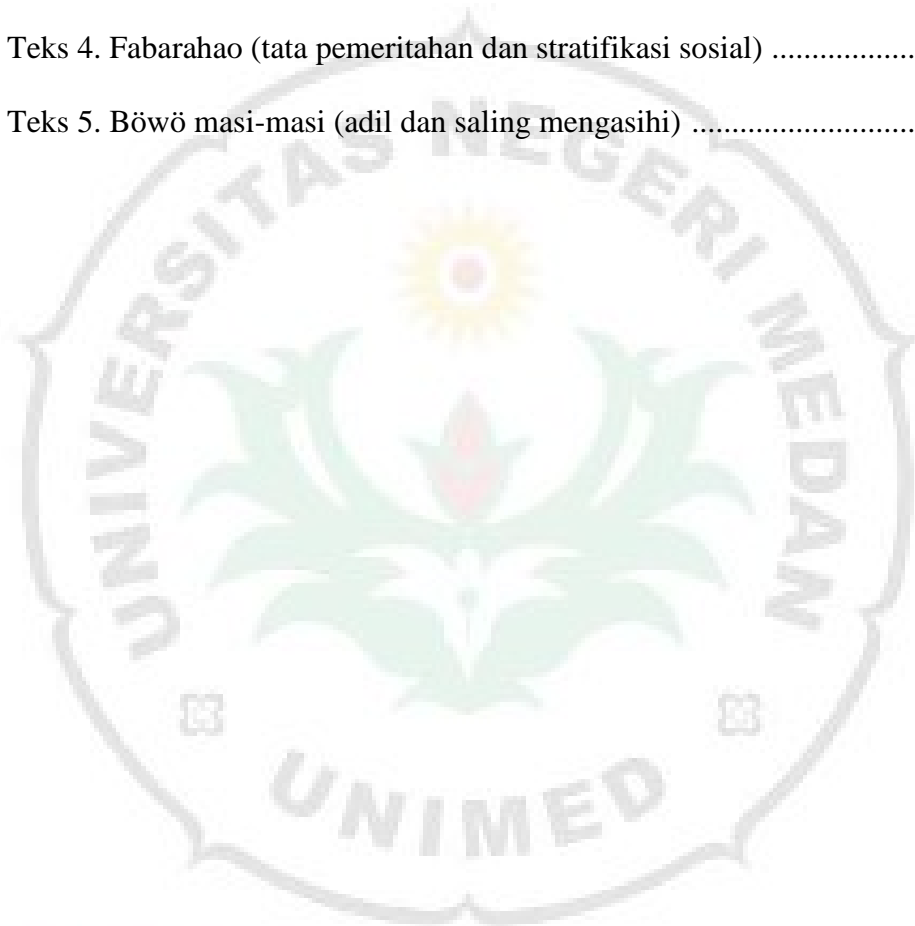 Teks 4. Fabarahao (tata pemeritahan dan stratifikasi sosial) ..................
Teks 5. Böwö masi-masi (adil dan saling mengasihi) ............................
UNIVERSITAS NEGERI MEDAN
UNIMED